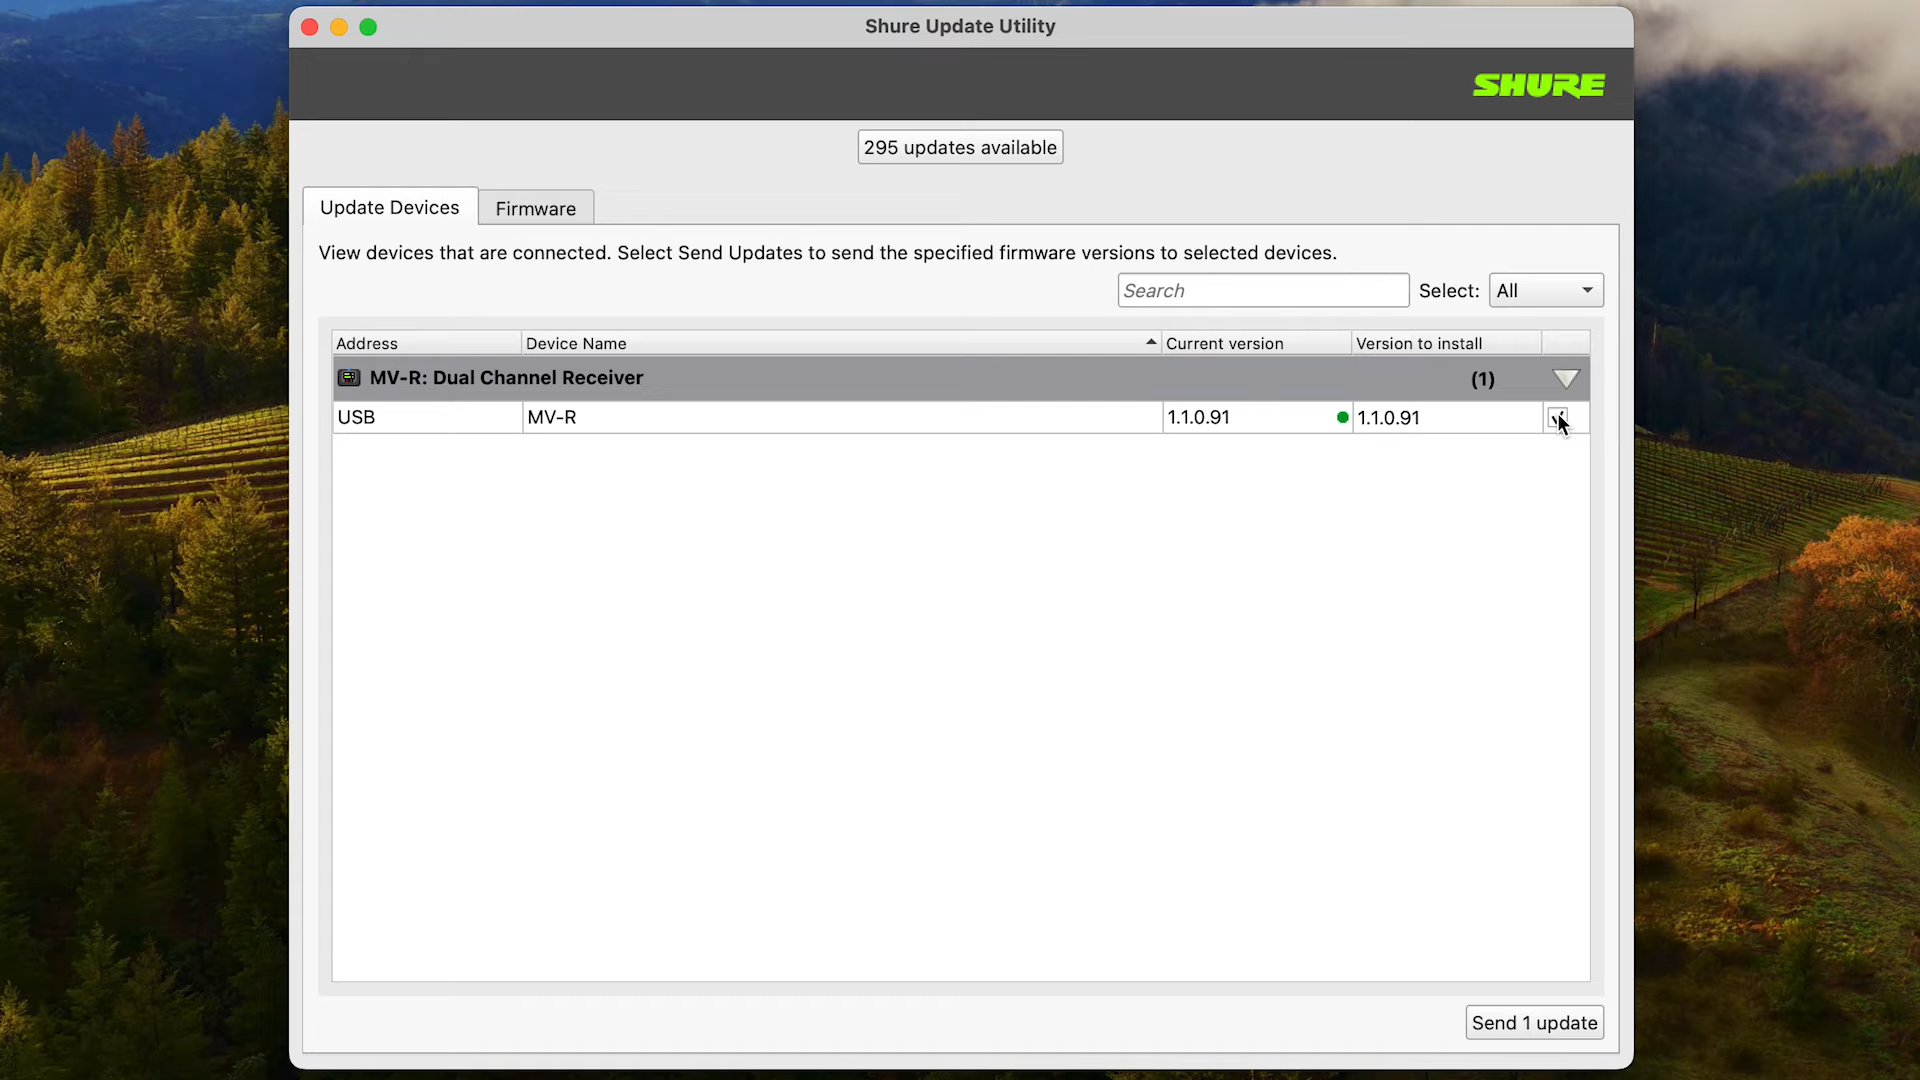 Shure Update Utility
SHURE
295 updates available
Update Devices
Firmware
View devices that are connected. Select Send Updates to send the specified firmware versions to selected devices.
Search
Select: All
Address
Device Name
Current version
Version to install
MV-R: Dual Channel Receiver
(1)
USB
MV-R
1.1.0.91
1.1.0.91
Send 1 update